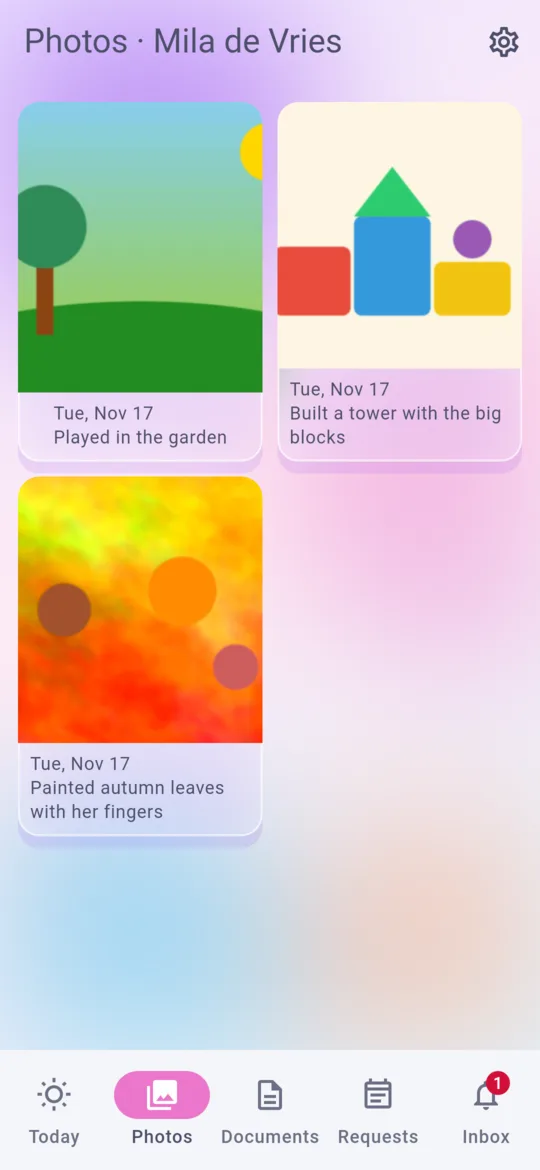 Photos · Mila de Vries
Tue, Nov 17
Played in the garden
Tue, Nov 17
Built a tower with the big
blocks
Tue, Nov 17
Painted autumn leaves
with her fingers
1
Today
Photos
Documents
Requests
Inbox